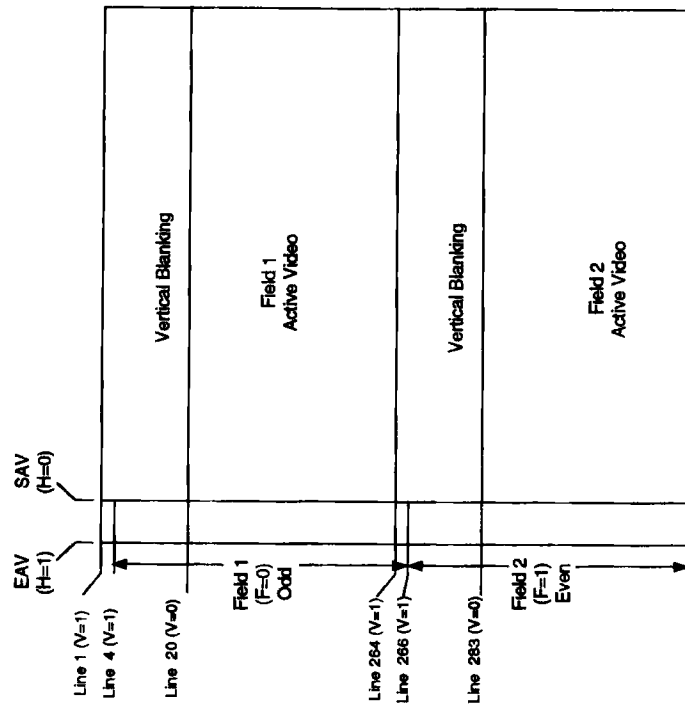 EAV
(H=1)
SAV
(H=0)
Line 1 (V=1)
Line 4 (V=1)
Line 20 (V=0)
Line 264 (V=1)
Line 266 (V=1)
Line 283 (V=0)
Field 1
(F=0)
Odd
Field 2
(F=1)
Even
Vertical Blanking
Field 1
Active Video
Vertical Blanking
Field 2
Active Video